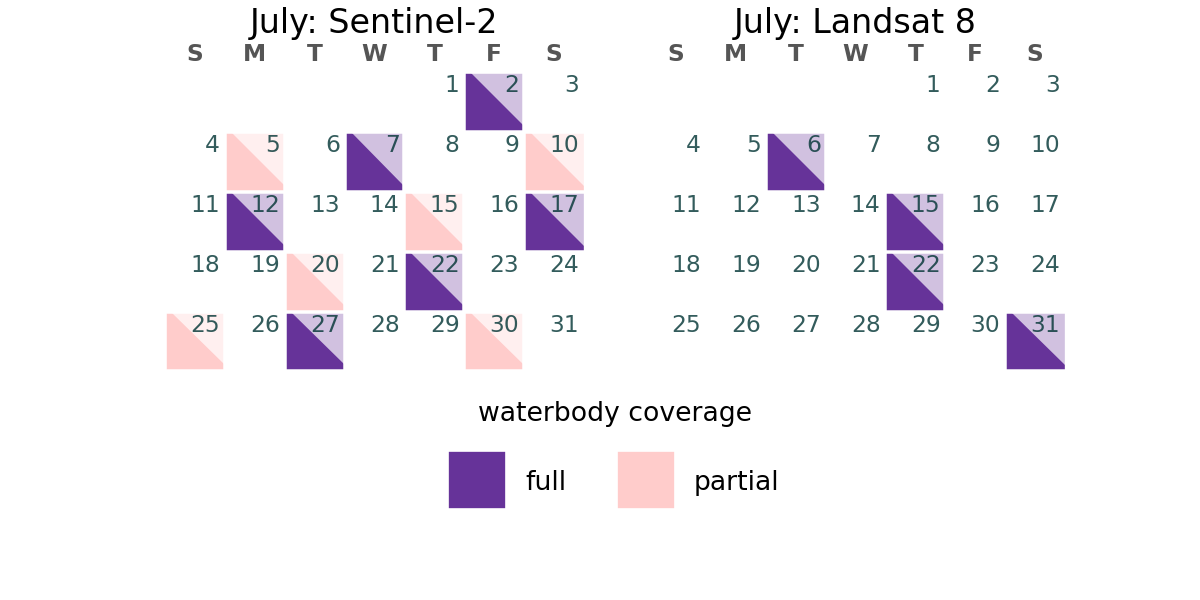 July: Sentinel-2
S M T W T F S
1 2 3
4 5 6 7 8 9 10
11 12 13 14 15 16 17
18 19 20 21 22 23 24
25 26 27 28 29 30 31
July: Landsat 8
S M T W T F S
1 2 3
4 5 6 7 8 9 10
11 12 13 14 15 16 17
18 19 20 21 22 23 24
25 26 27 28 29 30 31
waterbody coverage
full partial